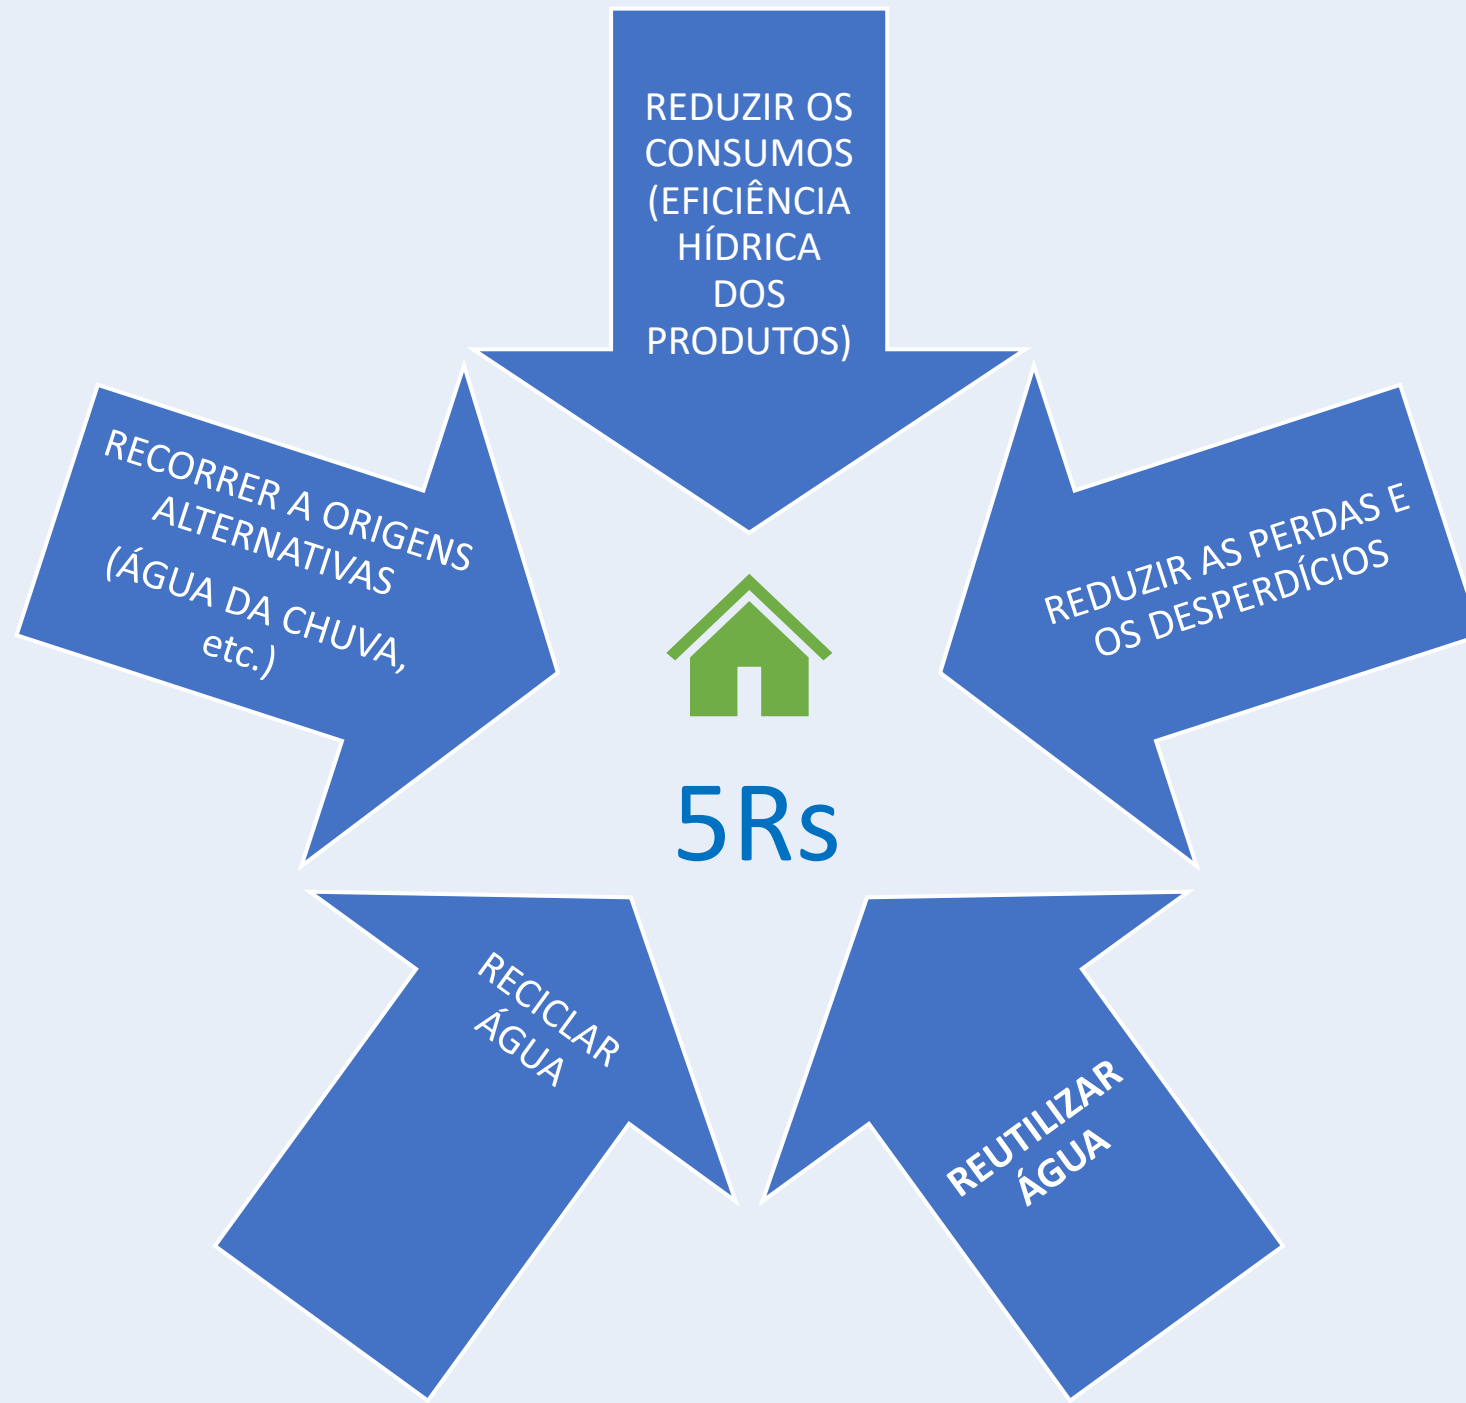 REDUZIR OS
CONSUMOS
(EFICIÊNCIA
HÍDRICA
DOS
PRODUTOS)
RECORRER A ORIGENS
ALTERNATIVAS
(ÁGUA DA CHUVA,
etc.)
REDUZIR AS PERDAS E
OS DESPERDÍCIOS
5Rs
RECICLAR
ÁGUA
REUTILIZAR
ÁGUA